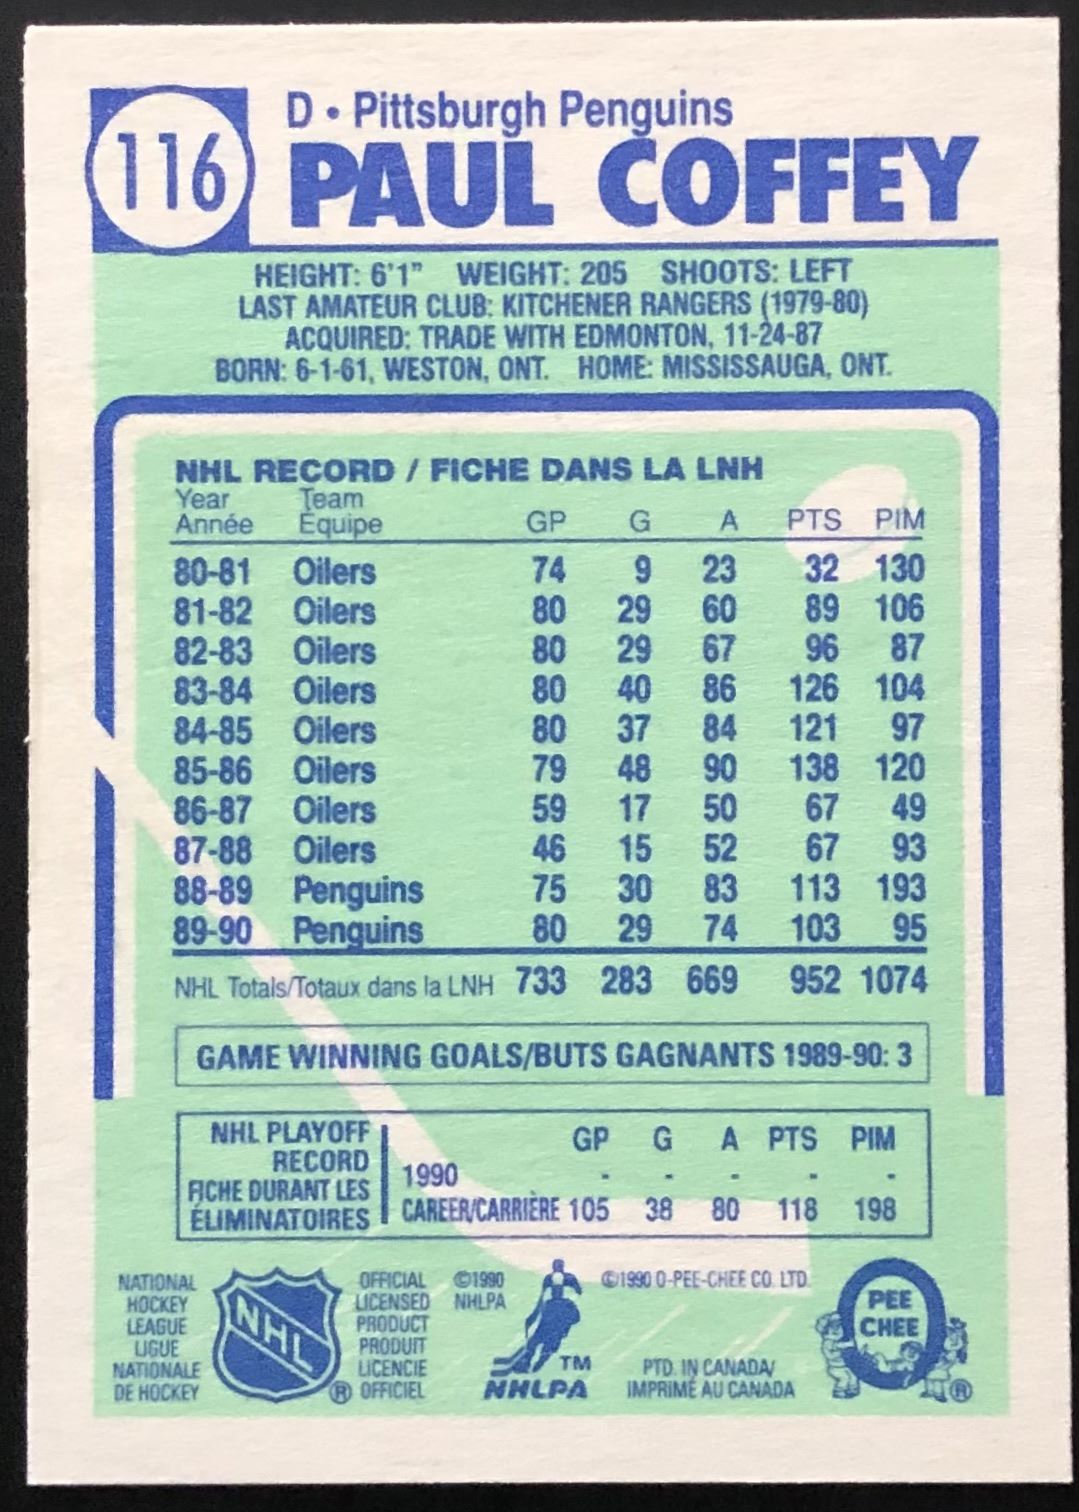 116
D • Pittsburgh Penguins
PAUL COFFEY
HEIGHT: 6'1" WEIGHT: 205 SHOOTS: LEFT
LAST AMATEUR CLUB: KITCHENER RANGERS (1979-80)
ACQUIRED: TRADE WITH EDMONTON, 11-24-87
BORN: 6-1-61, WESTON, ONT. HOME: MISSISSAUGA, ONT.
NHL RECORD / FICHE DANS LA LNH
Year Team
Année Équipe GP G A PTS PIM
80-81 Oilers 74 9 23 32 130
81-82 Oilers 80 29 60 89 106
82-83 Oilers 80 29 67 96 87
83-84 Oilers 80 40 86 126 104
84-85 Oilers 80 37 84 121 97
85-86 Oilers 79 48 90 138 120
86-87 Oilers 59 17 50 67 49
87-88 Oilers 46 15 52 67 93
88-89 Penguins 75 30 83 113 193
89-90 Penguins 80 29 74 103 95
NHL Totals/Totaux dans la LNH 733 283 669 952 1074
GAME WINNING GOALS/BUTS GAGNANTS 1989-90: 3
NHL PLAYOFF
RECORD
FICHE DURANT LES
ÉLIMINATOIRES
GP G A PTS PIM
1990 - - - - -
CAREER/CARRIÈRE 105 38 80 118 198
NATIONAL
HOCKEY
LEAGUE
LIGUE
NATIONALE
DE HOCKEY
NHL
®
OFFICIAL
LICENSED
PRODUCT
PRODUIT
LICENCIE
OFFICIEL
©1990
NHLPA
TM
NHLPA
©1990 O-PEE-CHEE CO. LTD.
PTD. IN CANADA/
IMPRIMÉ AU CANADA
PEE
CHEE
®